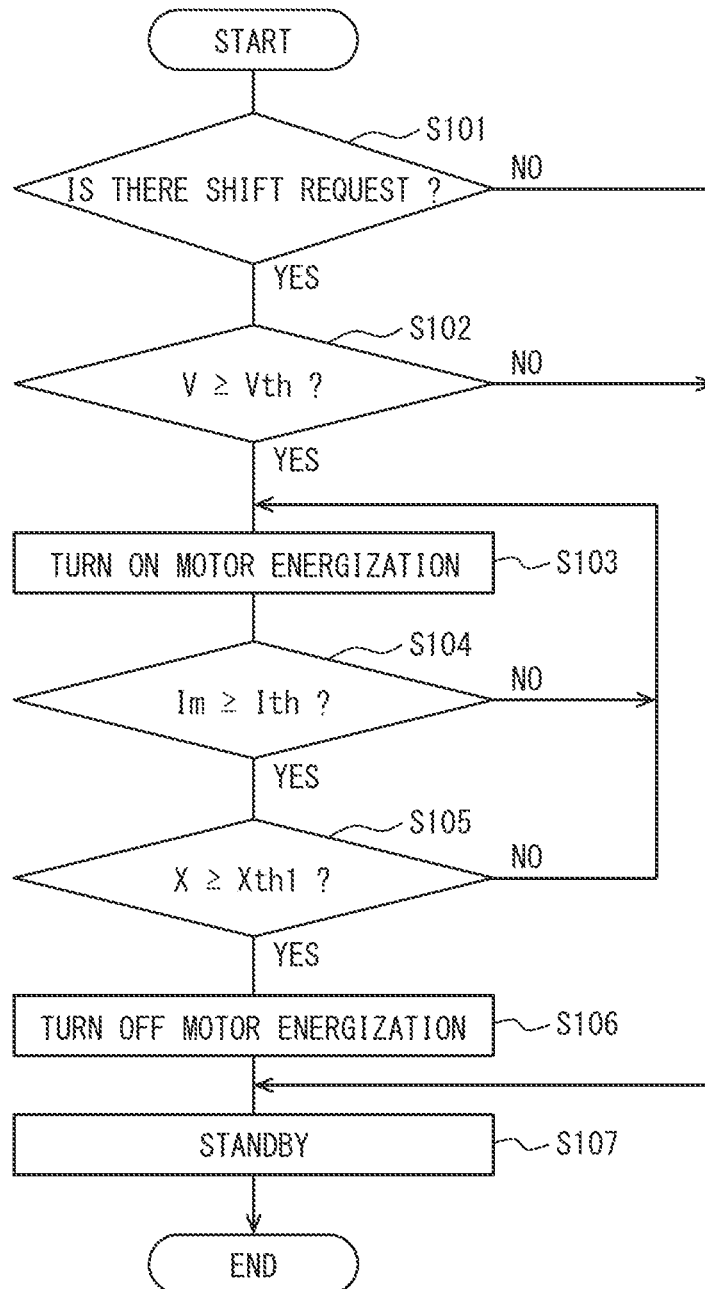 START
S101
IS THERE SHIFT REQUEST ?
NO
YES
S102
V ≥ Vth ?
NO
YES
TURN ON MOTOR ENERGIZATION
S103
S104
Im ≥ Ith ?
NO
YES
S105
X ≥ Xth1 ?
NO
YES
TURN OFF MOTOR ENERGIZATION
S106
STANDBY
S107
END